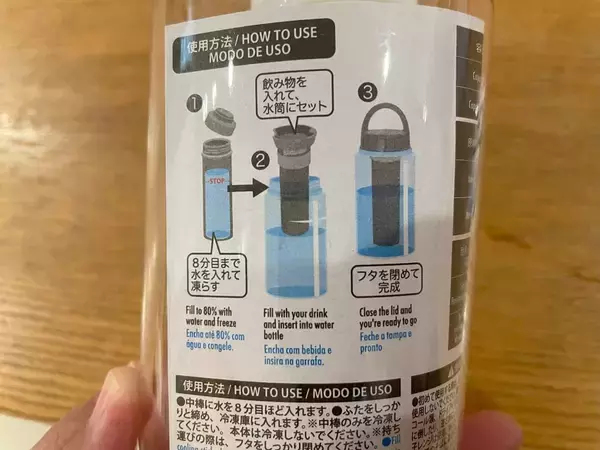 使用方法 / HOW TO USE
MODO DE USO
飲み物を
入れて、
水筒にセット
1
2
3
STOP
8分目まで
水を入れて
凍らす
フタを閉めて
完成
Fill to 80% with
water and freeze
Encha até 80% com
água e congele.
Fill with your drink
and insert into water
bottle
Encha com bebida e
insira na garrafa.
Close the lid and
you're ready to go
Feche a tampa e
pronto
使用方法 / HOW TO USE / MODO DE USO
●中棒に水を8分目ほど入れます。●ふたをしっか
りと締め、冷凍庫に入れます。※中棒のみを冷凍し
てください。本体は冷凍しないでください。※持ち
運びの際は、フタをしっかり閉めてください●Fill